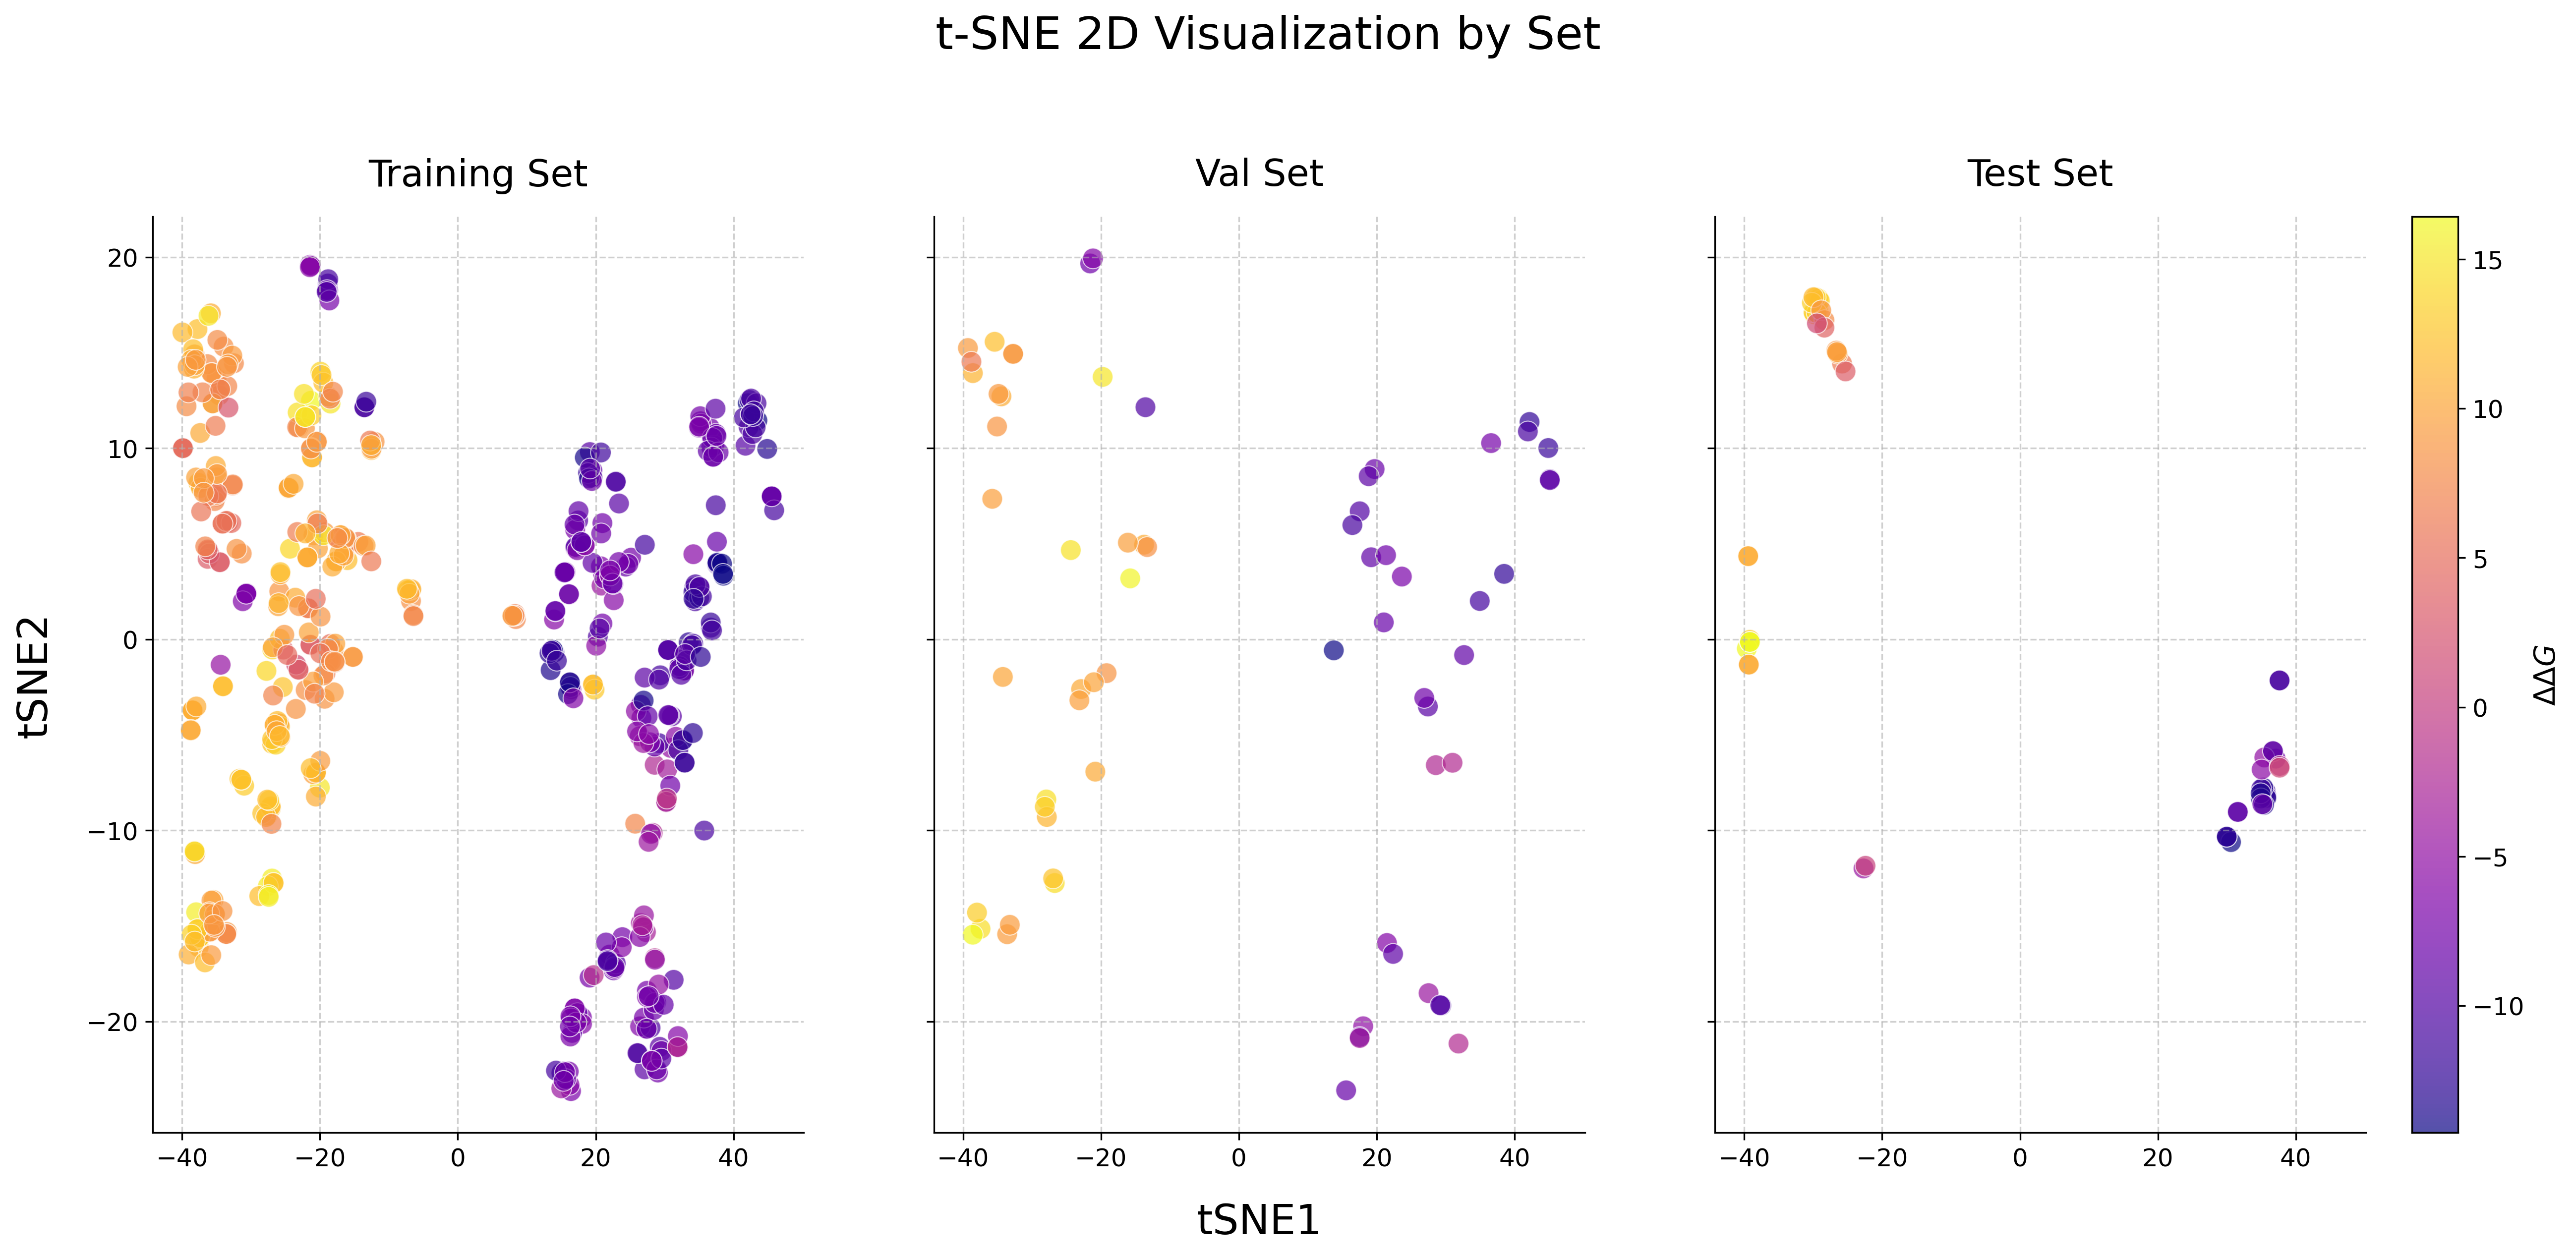 t-SNE 2D Visualization by Set
Training Set
Val Set
Test Set
tSNE2
20
10
0
−10
−20
−40 −20 0 20 40
−40 −20 0 20 40
−40 −20 0 20 40
tSNE1
15
10
5
0
−5
−10
ΔΔG